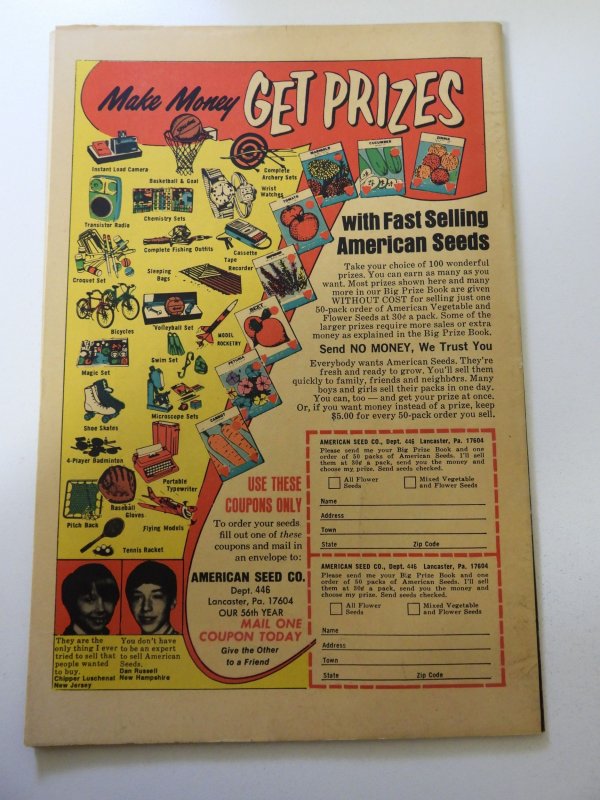 Make Money GET PRIZES
Instant Load Camera
Basketball & Goal
Complete
Archery Sets
Wrist
Watches
Transistor Radio
Chemistry Sets
Complete Fishing Outfits
Cassette
Tape
Recorder
Croquet Set
Sleeping
Bags
Bicycles
Volleyball Set
MODEL
ROCKETRY
Magic Set
Swim Set
Shoe Skates
Microscope Sets
4-Player Badminton
Portable
Typewriter
Baseball
Gloves
Pitch Back
Flying Models
Tennis Racket
MARIGOLD
CUCUMBER
ZINNIA
TOMATO
BEET
PETUNIA
CARROT
with Fast Selling
American Seeds
Take your choice of 100 wonderful
prizes. You can earn as many as you
want. Most prizes shown here and many
more in our Big Prize Book are given
WITHOUT COST for selling just one
50-pack order of American Vegetable and
Flower Seeds at 30¢ a pack. Some of the
larger prizes require more sales or extra
money as explained in the Big Prize Book.
Send NO MONEY, We Trust You
Everybody wants American Seeds. They're
fresh and ready to grow. You'll sell them
quickly to family, friends and neighbors. Many
boys and girls sell their packs in one day.
You can, too — and get your prize at once.
Or, if you want money instead of a prize, keep
$5.00 for every 50-pack order you sell.
USE THESE
COUPONS ONLY
To order your seeds
fill out one of these
coupons and mail in
an envelope to:
AMERICAN SEED CO.
Dept. 446
Lancaster, Pa. 17604
OUR 56th YEAR
MAIL ONE
COUPON TODAY
Give the Other
to a Friend
They are the
only thing I ever
tried to sell that
people wanted
to buy.
Chipper Luschenat
New Jersey
You don't have
to be an expert
to sell American
Seeds.
Dan Russell
New Hampshire
AMERICAN SEED CO., Dept. 446 Lancaster, Pa. 17604
Please send me your Big Prize Book and one
order of 50 packs of American Seeds. I'll sell
them at 30¢ a pack, send you the money and
choose my prize. Send seeds checked.
All Flower
Seeds
Mixed Vegetable
and Flower Seeds
Name
Address
Town
State Zip Code
AMERICAN SEED CO., Dept. 446 Lancaster, Pa. 17604
Please send me your Big Prize Book and one
order of 50 packs of American Seeds. I'll sell
them at 30¢ a pack, send you the money and
choose my prize. Send seeds checked.
All Flower
Seeds
Mixed Vegetable
and Flower Seeds
Name
Address
Town
State Zip Code